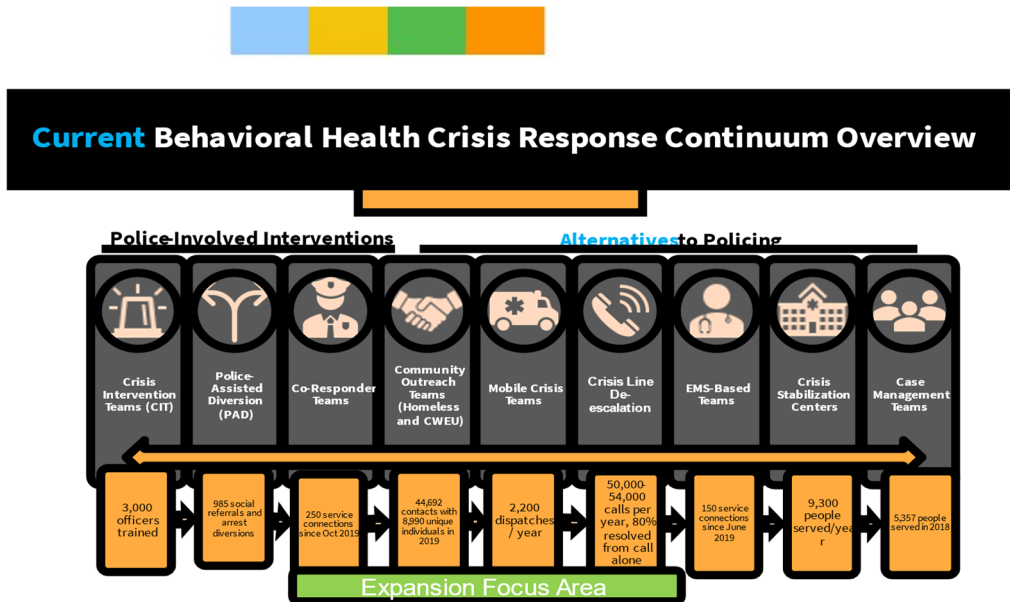 Current Behavioral Health Crisis Response Continuum Overview
Police-Involved Interventions
Alternatives to Policing
Crisis
Intervention
Teams (CIT)
Police-
Assisted
Diversion
(PAD)
Co-Responder
Teams
Community
Outreach
Teams
(Homeless
and CWEU)
Mobile Crisis
Teams
Crisis Line
De-
escalation
EMS-Based
Teams
Crisis
Stabilization
Centers
Case
Management
Teams
3,000
officers
trained
985 social
referrals and
arrest
diversions
250 service
connections
since Oct 2019
44,692
contacts with
8,990 unique
individuals in
2019
2,200
dispatches
/ year
50,000-
54,000
calls per
year, 80%
resolved
from call
alone
150 service
connections
since June
2019
9,300
people
served/yea
r
5,357 people
served in 2018
Expansion Focus Area